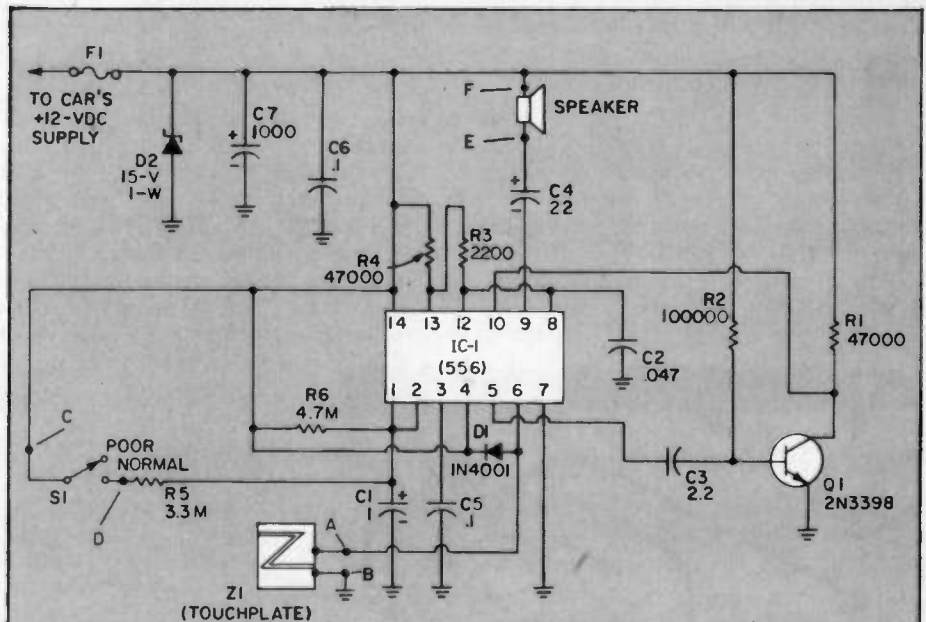 F1
TO CAR'S
+12-VDC
SUPPLY
D2
15-V
1-W
C7
1000
+
-
C6
.1
F
SPEAKER
E
+
C4
22
-
R4
47000
R3
2200
R2
100000
R1
47000
14 13 12 10 9 8
IC-1
(556)
1 2 3 4 5 6 7
C2
.047
R6
4.7M
C
POOR
NORMAL
S1
D
R5
3.3M
D1
1N4001
C1
1
+
-
C5
.1
A
B
Z1
(TOUCHPLATE)
C3
2.2
Q1
2N3398